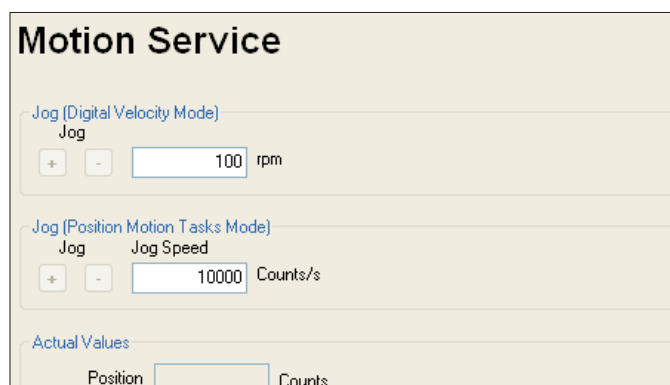 Motion Service
Jog (Digital Velocity Mode)
Jog
+ - 100 rpm
Jog (Position Motion Tasks Mode)
Jog Jog Speed
+ - 10000 Counts/s
Actual Values
Position Counts